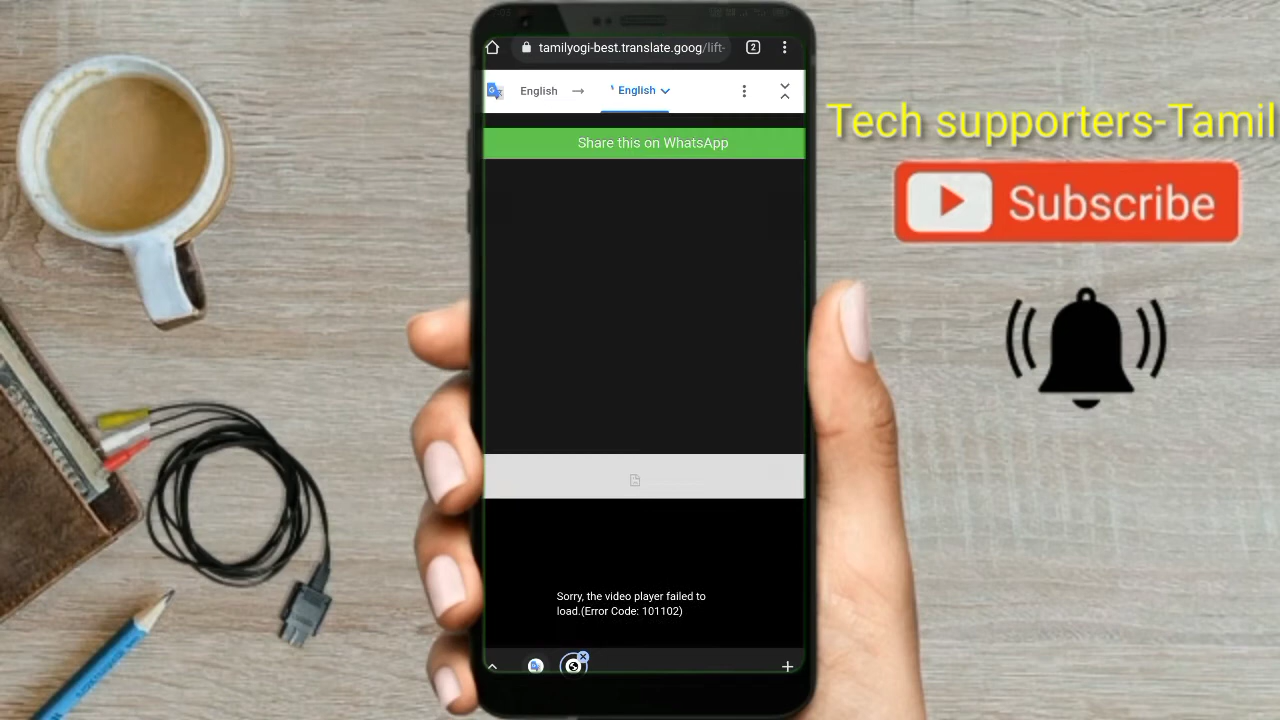 tamilyogi-best.translate.goog/lift-
2
English → English
Share this on WhatsApp
Sorry, the video player failed to
load.(Error Code: 101102)
Tech supporters-Tamil
Subscribe